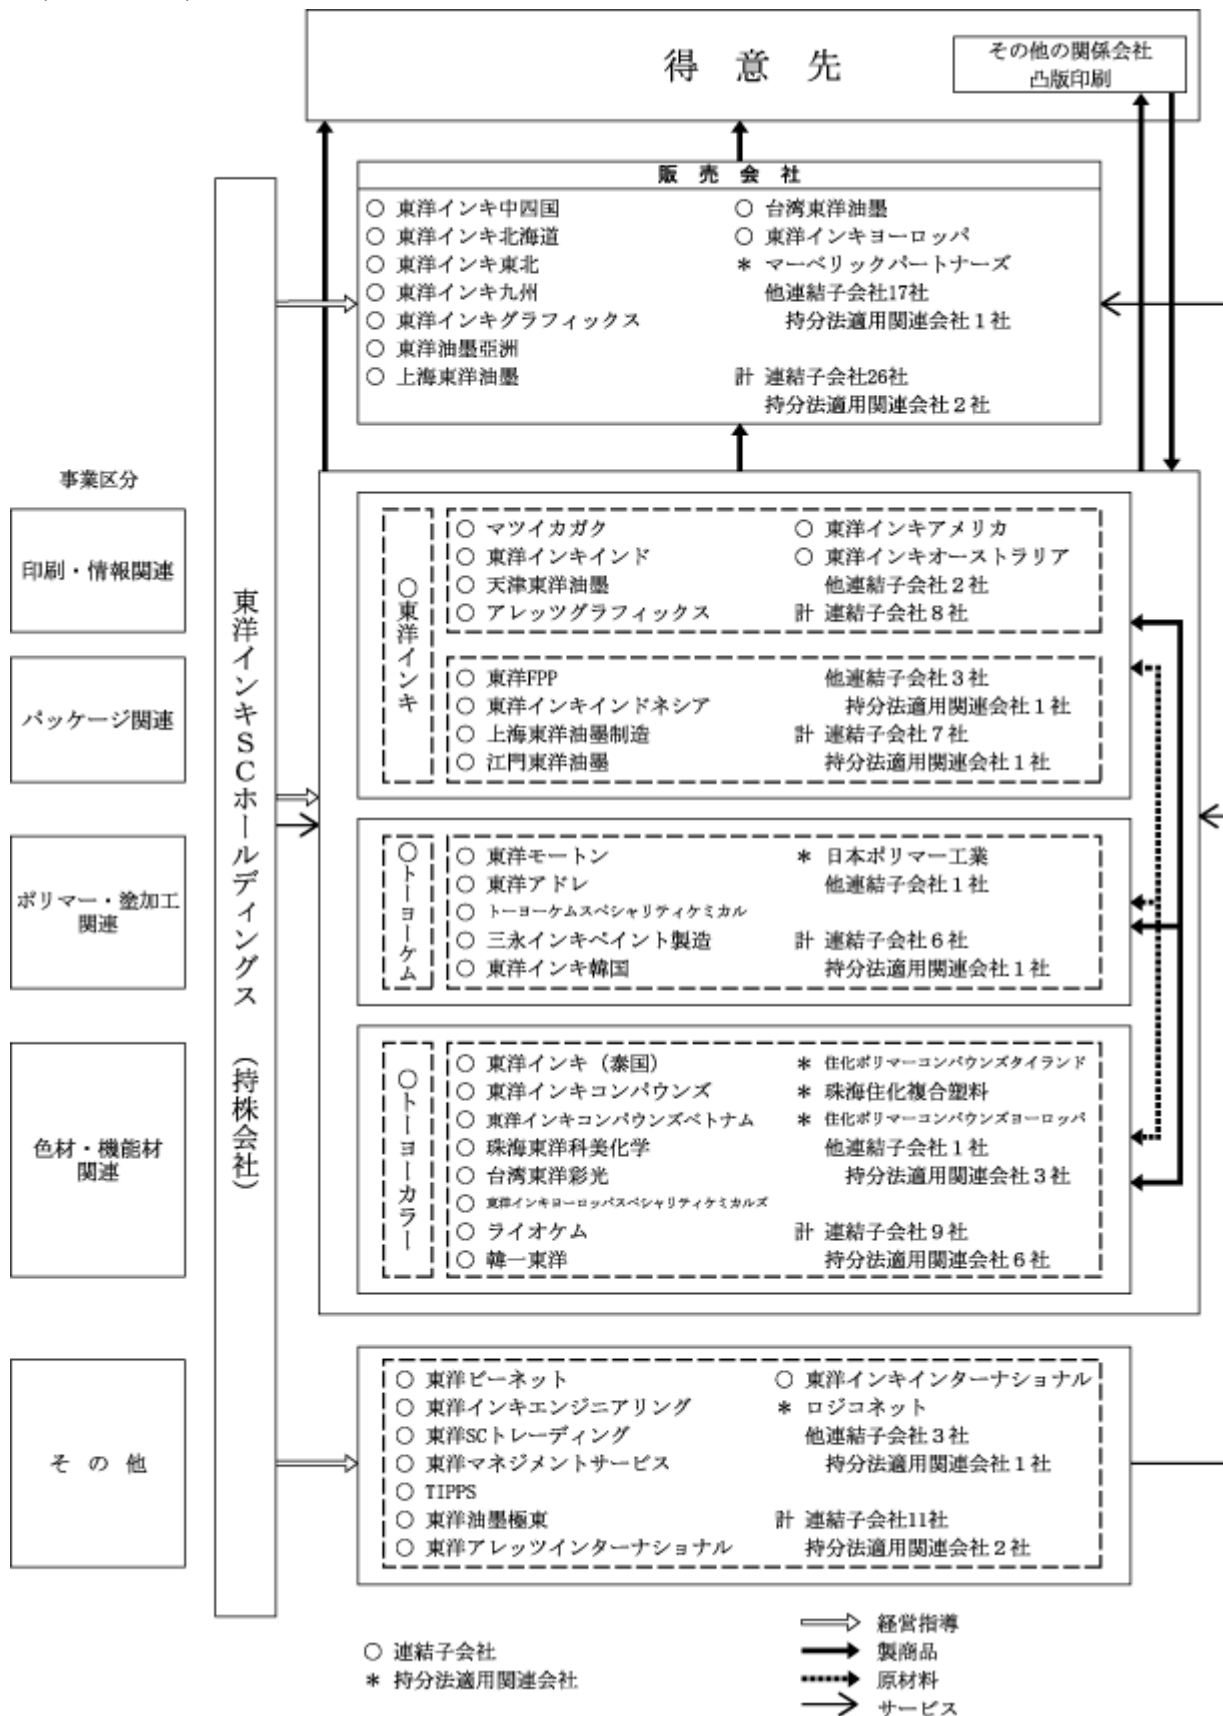 得 意 先
その他の関係会社
凸版印刷
販 売 会 社
○ 東洋インキ中四国
○ 東洋インキ北海道
○ 東洋インキ東北
○ 東洋インキ九州
○ 東洋インキグラフィックス
○ 東洋油墨亞洲
○ 上海東洋油墨
○ 台湾東洋油墨
○ 東洋インキヨーロッパ
* マーベリックパートナーズ
他連結子会社17社
持分法適用関連会社1社
計 連結子会社26社
持分法適用関連会社2社
事業区分
印刷・情報関連
パッケージ関連
ポリマー・塗加工
関連
色材・機能材
関連
そ の 他
東洋インキSCホールディングス (持株会社)
○東洋インキ
○ マツイカガク
○ 東洋インキインド
○ 天津東洋油墨
○ アレッツグラフィックス
○ 東洋インキアメリカ
○ 東洋インキオーストラリア
他連結子会社2社
計 連結子会社8社
○ 東洋FPP
○ 東洋インキインドネシア
○ 上海東洋油墨制造
○ 江門東洋油墨
他連結子会社3社
持分法適用関連会社1社
計 連結子会社7社
持分法適用関連会社1社
○トーヨーケム
○ 東洋モートン
○ 東洋アドレ
○ トーヨーケムスペシャリティケミカル
○ 三永インキペイント製造
○ 東洋インキ韓国
* 日本ポリマー工業
他連結子会社1社
計 連結子会社6社
持分法適用関連会社1社
○トーヨーカラー
○ 東洋インキ(泰国)
○ 東洋インキコンパウンズ
○ 東洋インキコンパウンズベトナム
○ 珠海東洋科美化学
○ 台湾東洋彩光
○ 東洋インキヨーロッパスペシャリティケミカルズ
○ ライオケム
○ 韓一東洋
* 住化ポリマーコンパウンズタイランド
* 珠海住化複合塑料
* 住化ポリマーコンパウンズヨーロッパ
他連結子会社1社
持分法適用関連会社3社
計 連結子会社9社
持分法適用関連会社6社
○ 東洋ビーネット
○ 東洋インキエンジニアリング
○ 東洋SCトレーディング
○ 東洋マネジメントサービス
○ TIPPS
○ 東洋油墨極東
○ 東洋アレッツインターナショナル
○ 東洋インキインターナショナル
* ロジコネット
他連結子会社3社
持分法適用関連会社1社
計 連結子会社11社
持分法適用関連会社2社
○ 連結子会社
* 持分法適用関連会社
経営指導
製商品
原材料
サービス